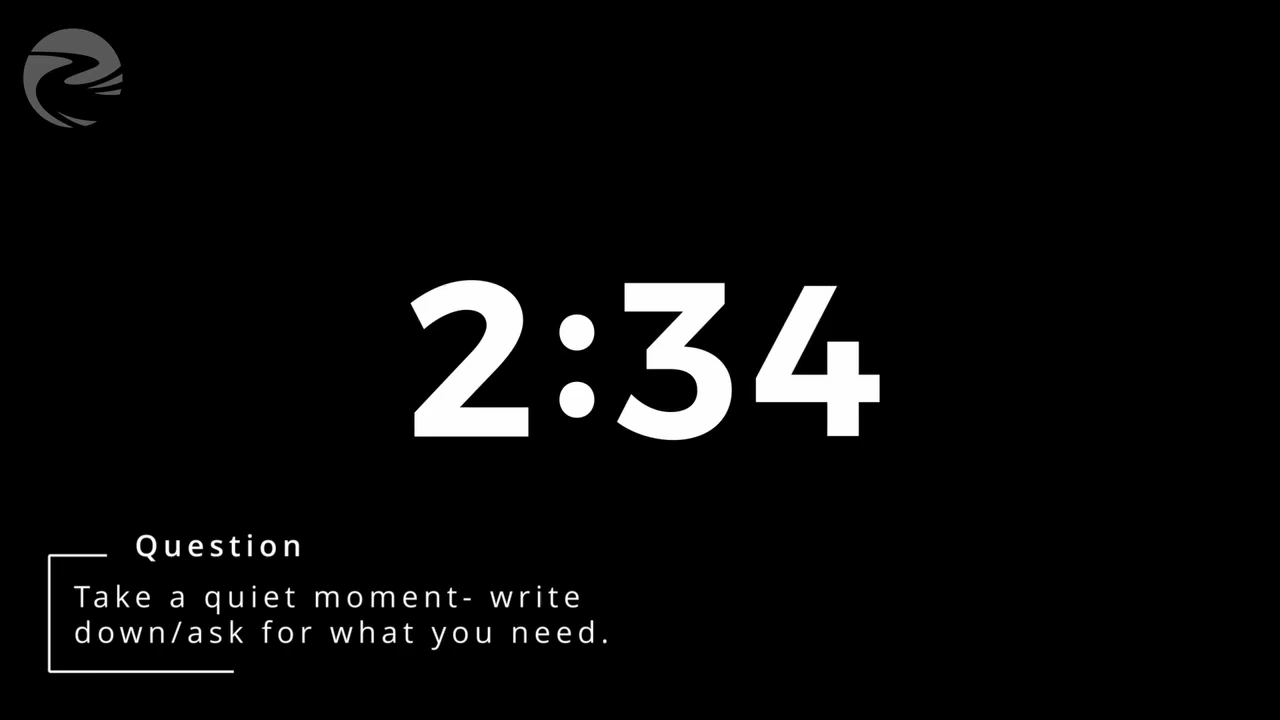 2:34
Question
Take a quiet moment- write
down/ask for what you need.